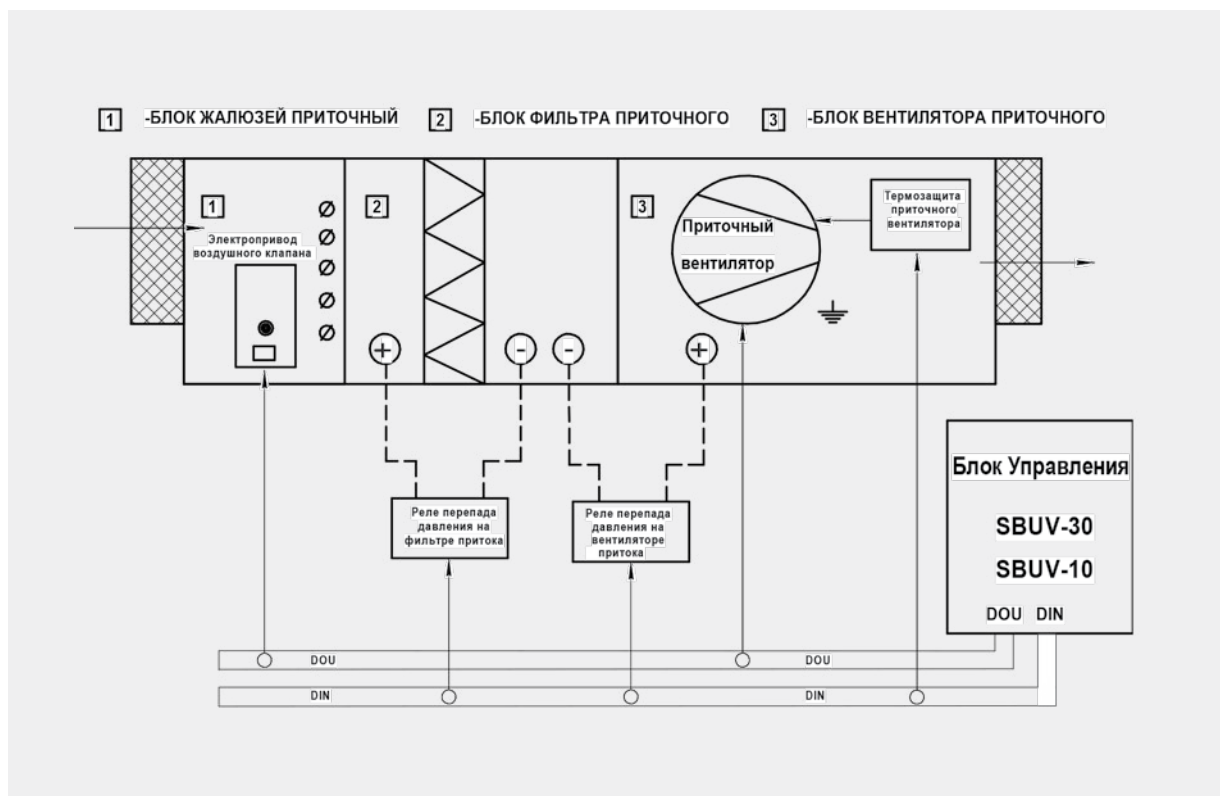 1 -БЛОК ЖАЛЮЗЕЙ ПРИТОЧНЫЙ 2 -БЛОК ФИЛЬТРА ПРИТОЧНОГО 3 -БЛОК ВЕНТИЛЯТОРА ПРИТОЧНОГО
1
Электропривод
воздушного клапана
2
+
-
-
+
3
Приточный
вентилятор
Термозащита
приточного
вентилятора
Реле перепада
давления на
фильтре притока
Реле перепада
давления на
вентиляторе
притока
Блок Управления
SBUV-30
SBUV-10
DOU DIN
DOU DOU
DIN DIN